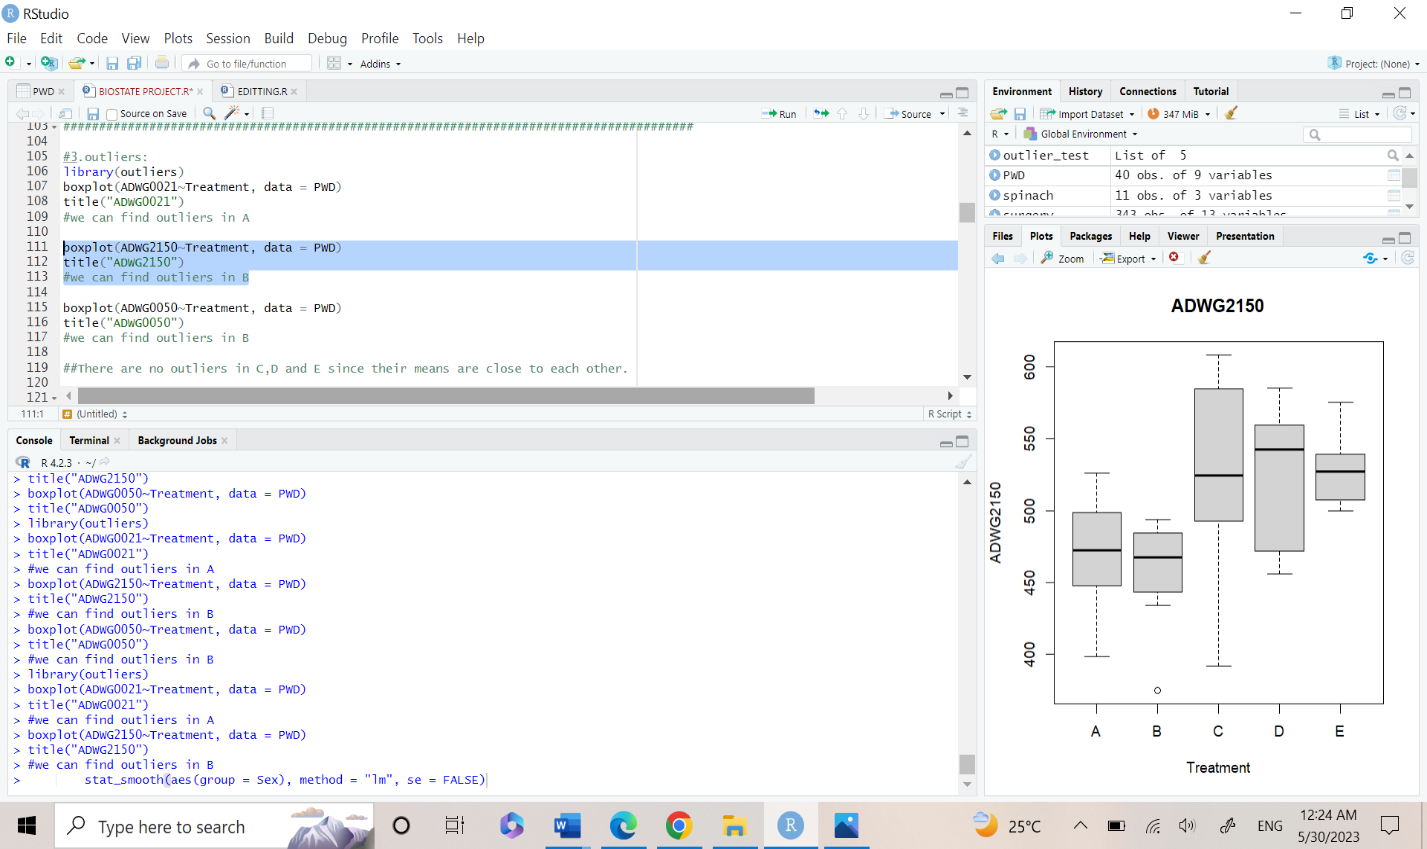 RStudio
File Edit Code View Plots Session Build Debug Profile Tools Help
Go to file/function Addins Project: (None)
PWD BIOSTATE PROJECT.R* EDITTING.R
Source on Save Run Source
103 ##########################################################################################
104
105 #3.outliers:
106 library(outliers)
107 boxplot(ADWG0021~Treatment, data = PWD)
108 title("ADWG0021")
109 #we can find outliers in A
110
111 boxplot(ADWG2150~Treatment, data = PWD)
112 title("ADWG2150")
113 #we can find outliers in B
114
115 boxplot(ADWG0050~Treatment, data = PWD)
116 title("ADWG0050")
117 #we can find outliers in B
118
119 ##There are no outliers in C,D and E since their means are close to each other.
120
121
111:1 # (Untitled) R Script
Console Terminal Background Jobs
R R 4.2.3 · ~/
> title("ADWG2150")
> boxplot(ADWG0050~Treatment, data = PWD)
> title("ADWG0050")
> library(outliers)
> boxplot(ADWG0021~Treatment, data = PWD)
> title("ADWG0021")
> #we can find outliers in A
> boxplot(ADWG2150~Treatment, data = PWD)
> title("ADWG2150")
> #we can find outliers in B
> boxplot(ADWG0050~Treatment, data = PWD)
> title("ADWG0050")
> #we can find outliers in B
> library(outliers)
> boxplot(ADWG0021~Treatment, data = PWD)
> title("ADWG0021")
> #we can find outliers in A
> boxplot(ADWG2150~Treatment, data = PWD)
> title("ADWG2150")
> #we can find outliers in B
> stat_smooth(aes(group = Sex), method = "lm", se = FALSE)
Environment History Connections Tutorial
Import Dataset 347 MiB List
R Global Environment
outlier_test List of 5
PWD 40 obs. of 9 variables
spinach 11 obs. of 3 variables
surgery 343 obs. of 13 variables
Files Plots Packages Help Viewer Presentation
Zoom Export
ADWG2150
ADWG2150
600
550
500
450
400
A B C D E
Treatment
Type here to search
25°C ENG
12:24 AM
5/30/2023